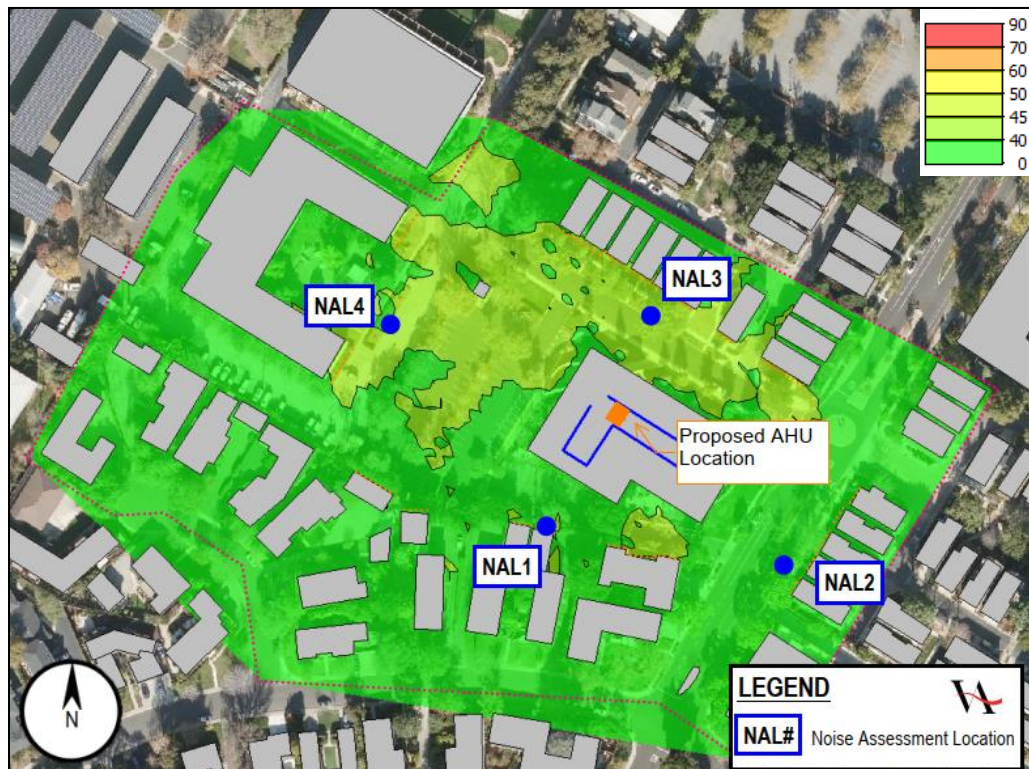 90
70
60
50
45
40
0
NAL3
NAL4
Proposed AHU
Location
NAL1
NAL2
N
LEGEND
VA
NAL# Noise Assessment Location